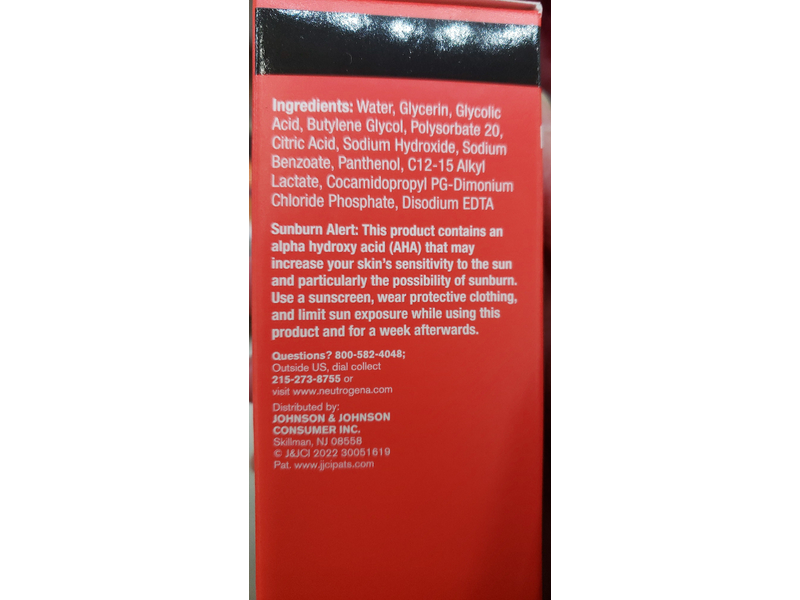 Ingredients: Water, Glycerin, Glycolic
Acid, Butylene Glycol, Polysorbate 20,
Citric Acid, Sodium Hydroxide, Sodium
Benzoate, Panthenol, C12-15 Alkyl
Lactate, Cocamidopropyl PG-Dimonium
Chloride Phosphate, Disodium EDTA
Sunburn Alert: This product contains an
alpha hydroxy acid (AHA) that may
increase your skin's sensitivity to the sun
and particularly the possibility of sunburn.
Use a sunscreen, wear protective clothing,
and limit sun exposure while using this
product and for a week afterwards.
Questions? 800-582-4048;
Outside US, dial collect
215-273-8755 or
visit www.neutrogena.com
Distributed by:
JOHNSON & JOHNSON
CONSUMER INC.
Skillman, NJ 08558
© J&JCI 2022 30051619
Pat. www.jjcipats.com